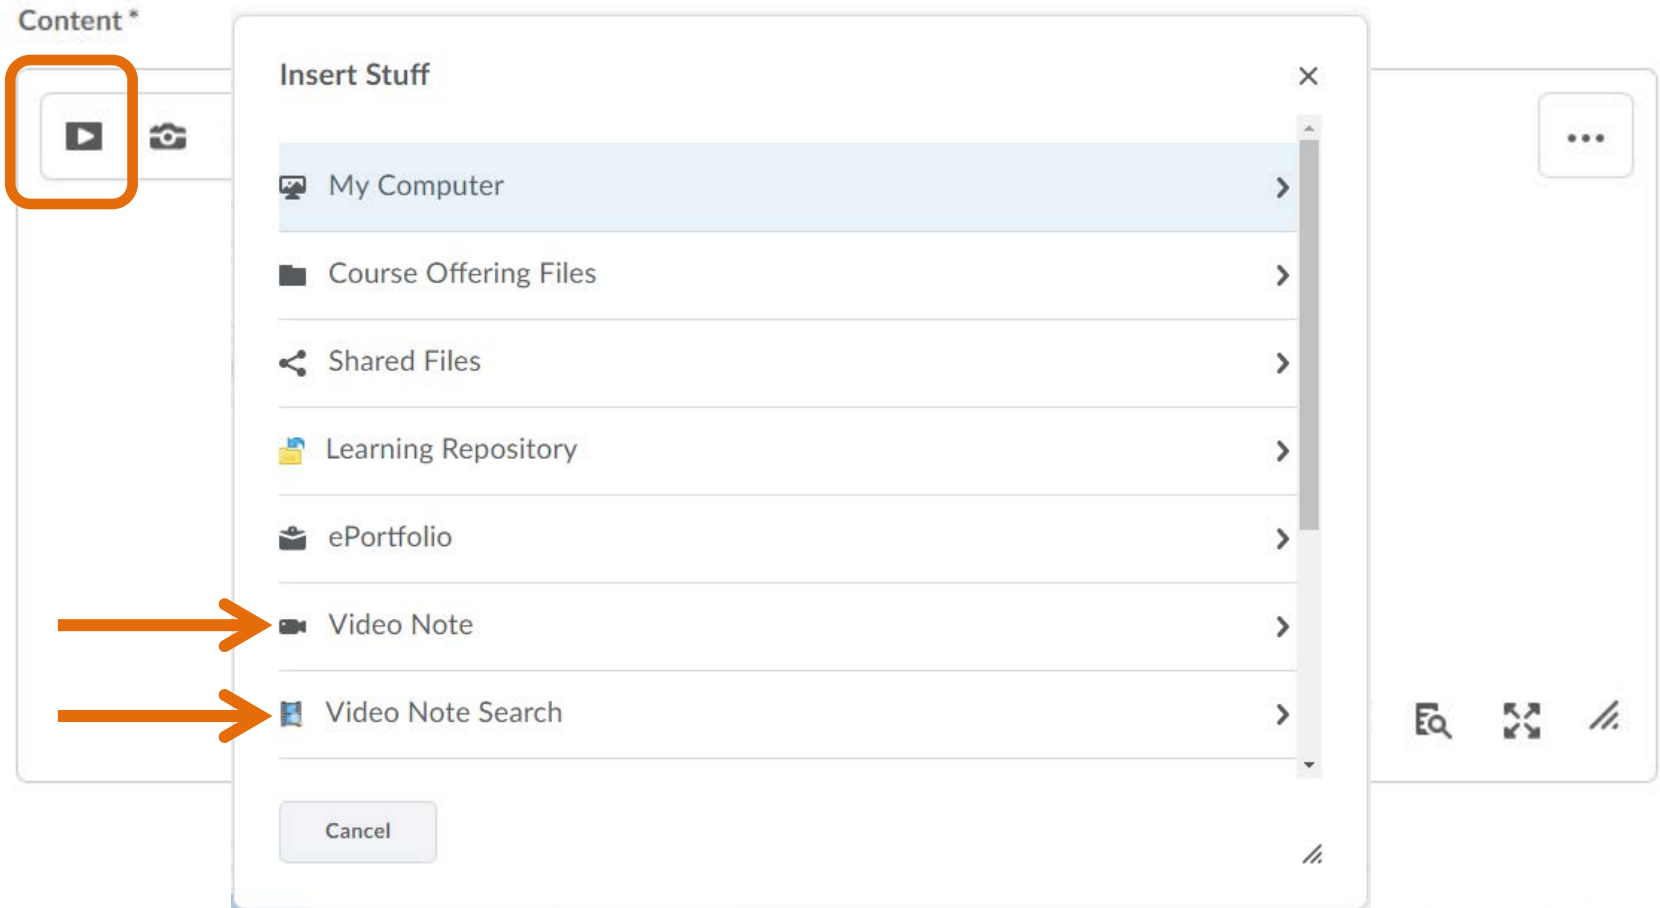 Content *
Insert Stuff
My Computer
Course Offering Files
Shared Files
Learning Repository
ePortfolio
Video Note
Video Note Search
Cancel